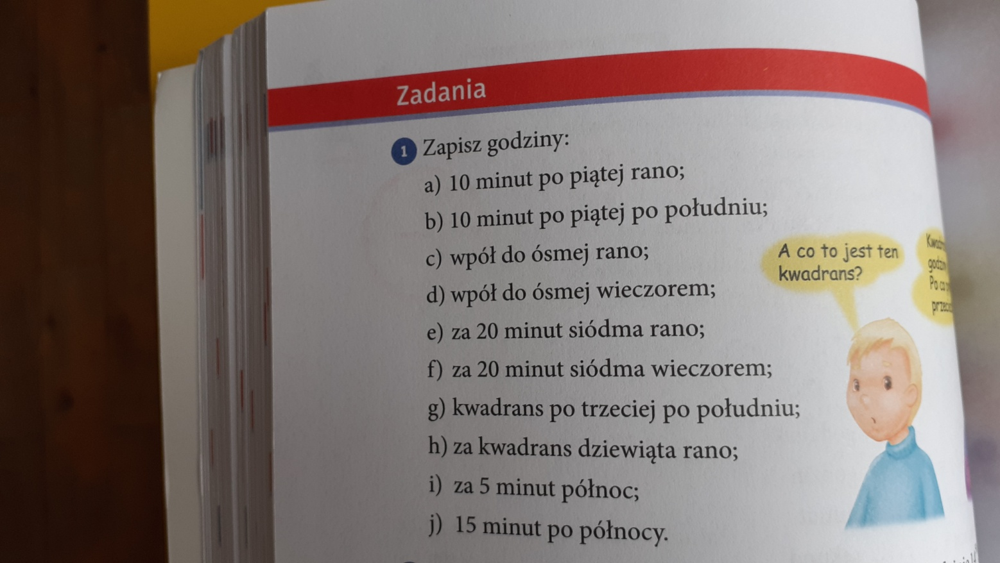 Zadania
1 Zapisz godziny:
a) 10 minut po piątej rano;
b) 10 minut po piątej po południu;
c) wpół do ósmej rano;
d) wpół do ósmej wieczorem;
e) za 20 minut siódma rano;
f) za 20 minut siódma wieczorem;
g) kwadrans po trzeciej po południu;
h) za kwadrans dziewiąta rano;
i) za 5 minut północ;
j) 15 minut po północy.
A co to jest ten
kwadrans?
Po co